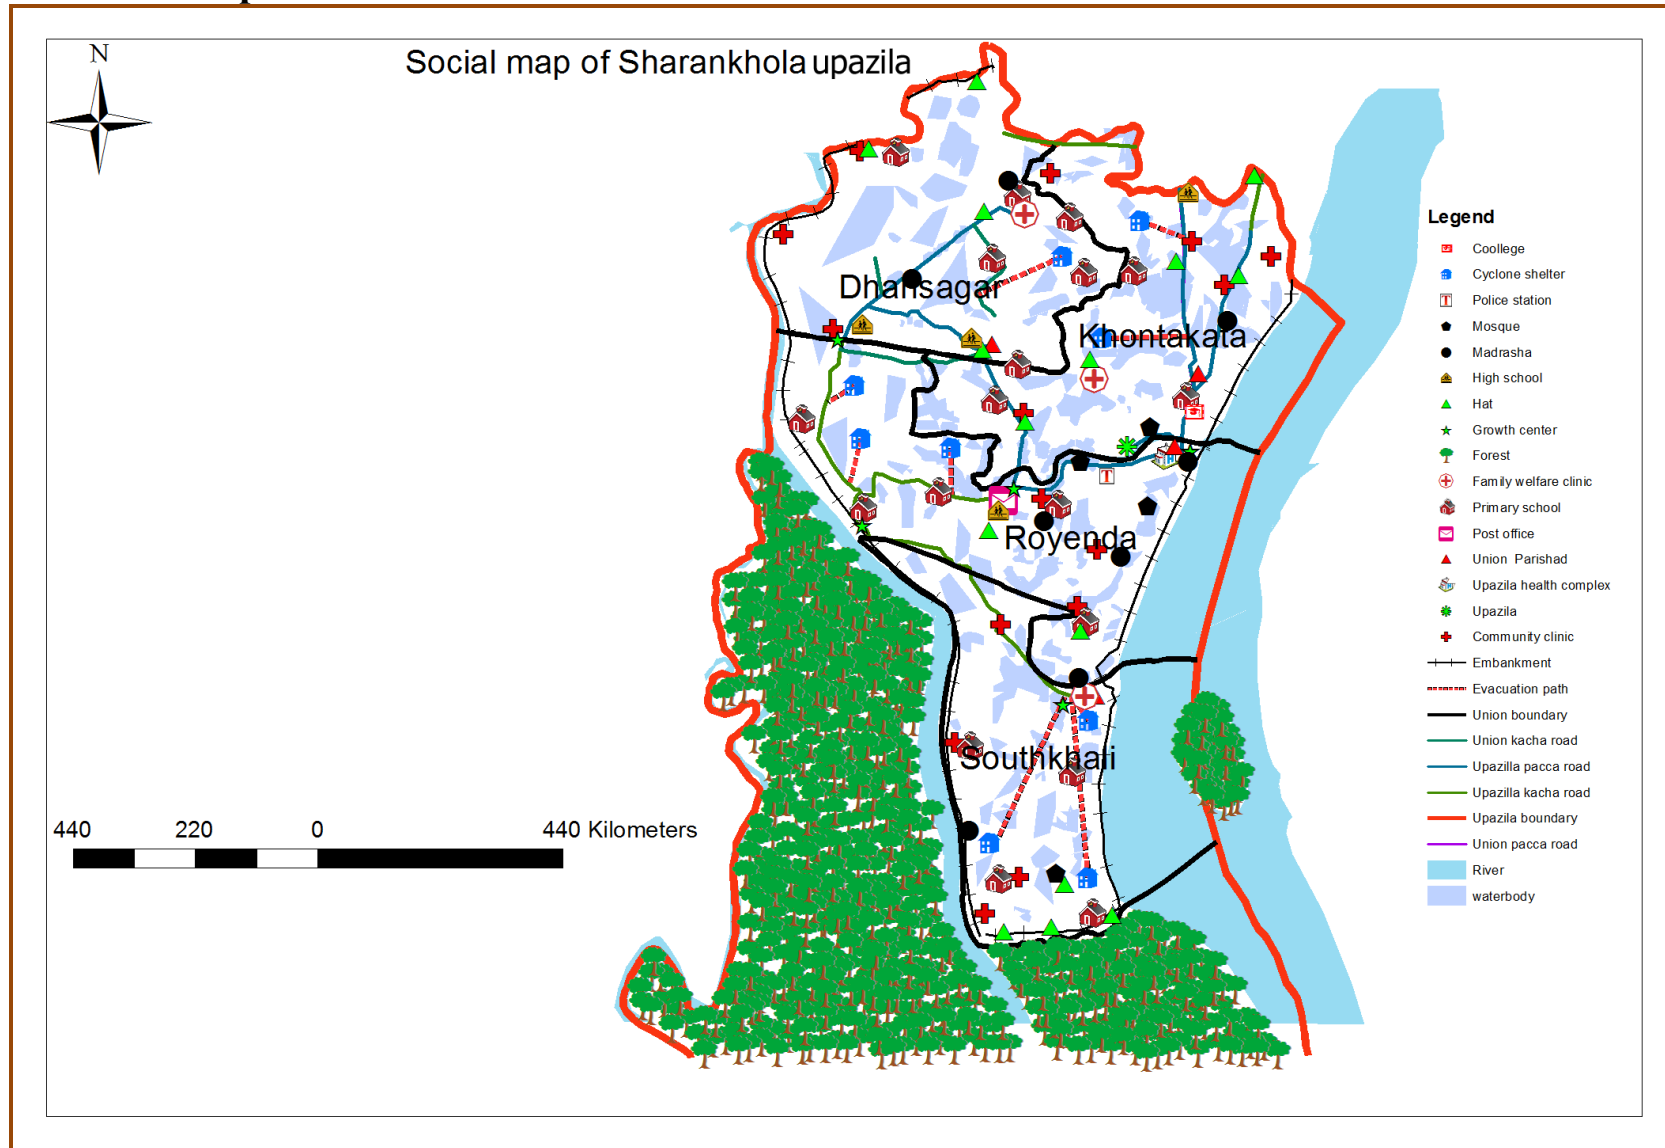 N
Social map of Sharankhola upazila
Dhansagar
Khontakata
Royenda
Southkhali
440 220 0 440 Kilometers
Legend
Coollege
Cyclone shelter
Police station
Mosque
Madrasha
High school
Hat
Growth center
Forest
Family welfare clinic
Primary school
Post office
Union Parishad
Upazila health complex
Upazila
Community clinic
Embankment
Evacuation path
Union boundary
Union kacha road
Upazilla pacca road
Upazilla kacha road
Upazila boundary
Union pacca road
River
waterbody